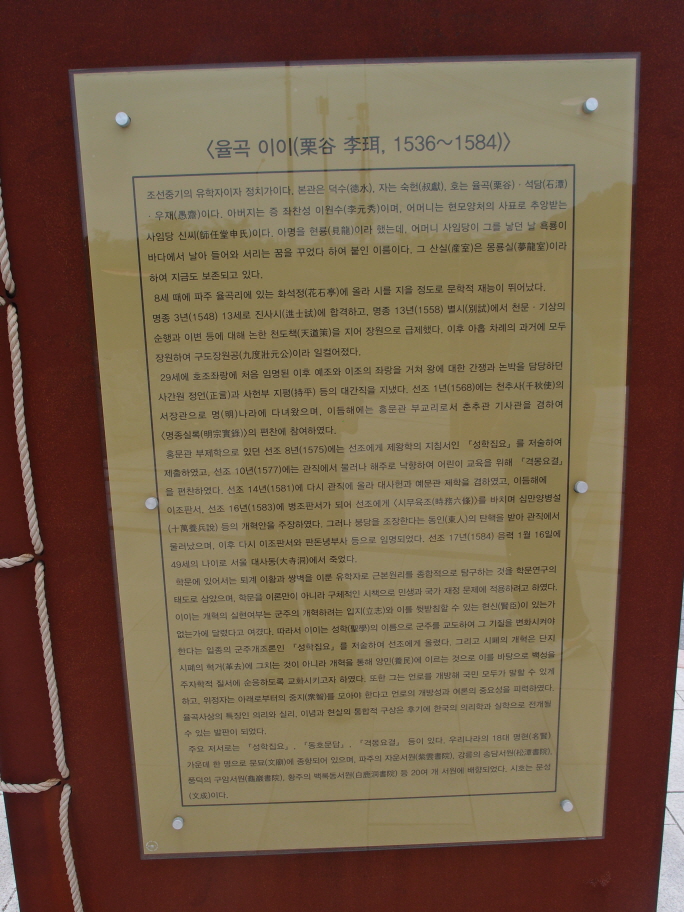 〈율곡 이이(栗谷 李珥, 1536～1584)〉
조선중기의 유학자이자 정치가이다. 본관은 덕수(德水), 자는 숙헌(叔獻), 호는 율곡(栗谷)·석담(石潭)
·우재(愚齋)이다. 아버지는 증 좌찬성 이원수(李元秀)이며, 어머니는 현모양처의 사표로 추앙받는
사임당 신씨(師任堂申氏)이다. 아명을 현룡(見龍)이라 했는데, 어머니 사임당이 그를 낳던 날 흑룡이
바다에서 날아 들어와 서리는 꿈을 꾸었다 하여 붙인 이름이다. 그 산실(産室)은 몽룡실(夢龍室)이라
하여 지금도 보존되고 있다.
8세 때에 파주 율곡리에 있는 화석정(花石亭)에 올라 시를 지을 정도로 문학적 재능이 뛰어났다.
명종 3년(1548) 13세로 진사시(進士試)에 합격하고, 명종 13년(1558) 별시(別試)에서 천문·기상의
순행과 이변 등에 대해 논한 천도책(天道策)을 지어 장원으로 급제했다. 이후 아홉 차례의 과거에 모두
장원하여 구도장원공(九度壯元公)이라 일컬어졌다.
29세에 호조좌랑에 처음 임명된 이후 예조와 이조의 좌랑을 거쳐 왕에 대한 간쟁과 논박을 담당하던
사간원 정언(正言)과 사헌부 지평(持平) 등의 대간직을 지냈다. 선조 1년(1568)에는 천추사(千秋使)의
서장관으로 명(明)나라에 다녀왔으며, 이듬해에는 홍문관 부교리로서 춘추관 기사관을 겸하여
《명종실록(明宗實錄)》의 편찬에 참여하였다.
홍문관 부제학으로 있던 선조 8년(1575)에는 선조에게 제왕학의 지침서인 「성학집요」를 저술하여
제출하였고, 선조 10년(1577)에는 관직에서 물러나 해주로 낙향하여 어린이 교육을 위해 「격몽요결」
을 편찬하였다. 선조 14년(1581)에 다시 관직에 올라 대사헌과 예문관 제학을 겸하였고, 이듬해에
이조판서, 선조 16년(1583)에 병조판서가 되어 선조에게 《시무육조(時務六條)》를 바치며 십만양병설
(十萬養兵說) 등의 개혁안을 주장하였다. 그러나 붕당을 조장한다는 동인(東人)의 탄핵을 받아 관직에서
물러났으며, 이후 다시 이조판서와 판돈녕부사 등으로 임명되었다. 선조 17년(1584) 음력 1월 16일에
49세의 나이로 서울 대사동(大寺洞)에서 죽었다.
학문에 있어서는 퇴계 이황과 쌍벽을 이룬 유학자로 근본원리를 종합적으로 탐구하는 것을 학문연구의
태도로 삼았으며, 학문을 이론만이 아니라 구체적인 시책으로 민생과 국가 재정 문제에 적용하려고 하였다.
이이는 개혁의 실현여부는 군주의 개혁하려는 입지(立志)와 이를 뒷받침할 수 있는 현신(賢臣)이 있는가
없는가에 달렸다고 여겼다. 따라서 이이는 성학(聖學)의 이름으로 군주를 교도하여 그 기질을 변화시켜야
한다는 일종의 군주개조론인 「성학집요」를 저술하여 선조에게 올렸다. 그리고 시폐의 개혁은 단지
시폐의 혁거(革去)에 그치는 것이 아니라 개혁을 통해 양민(養民)에 이르는 것으로 이를 바탕으로 백성을
주자학적 질서에 순응하도록 교화시키고자 하였다. 또한 그는 언로를 개방해 국민 모두가 말할 수 있게
하고, 위정자는 아래로부터의 중지(衆智)를 모아야 한다고 언로의 개방성과 여론의 중요성을 피력하였다.
율곡사상의 특징인 의리와 실리, 이념과 현실의 통합적 구상은 후기에 한국의 의리학과 실학으로 전개될
수 있는 발판이 되었다.
주요 저서로는 「성학집요」, 「동호문답」, 「격몽요결」 등이 있다. 우리나라의 18대 명현(名賢)
가운데 한 명으로 문묘(文廟)에 종향되어 있으며, 파주의 자운서원(紫雲書院), 강릉의 송담서원(松潭書院),
풍덕의 구암서원(龜巖書院), 황주의 백록동서원(白鹿洞書院) 등 20여 개 서원에 배향되었다. 시호는 문성
(文成)이다.